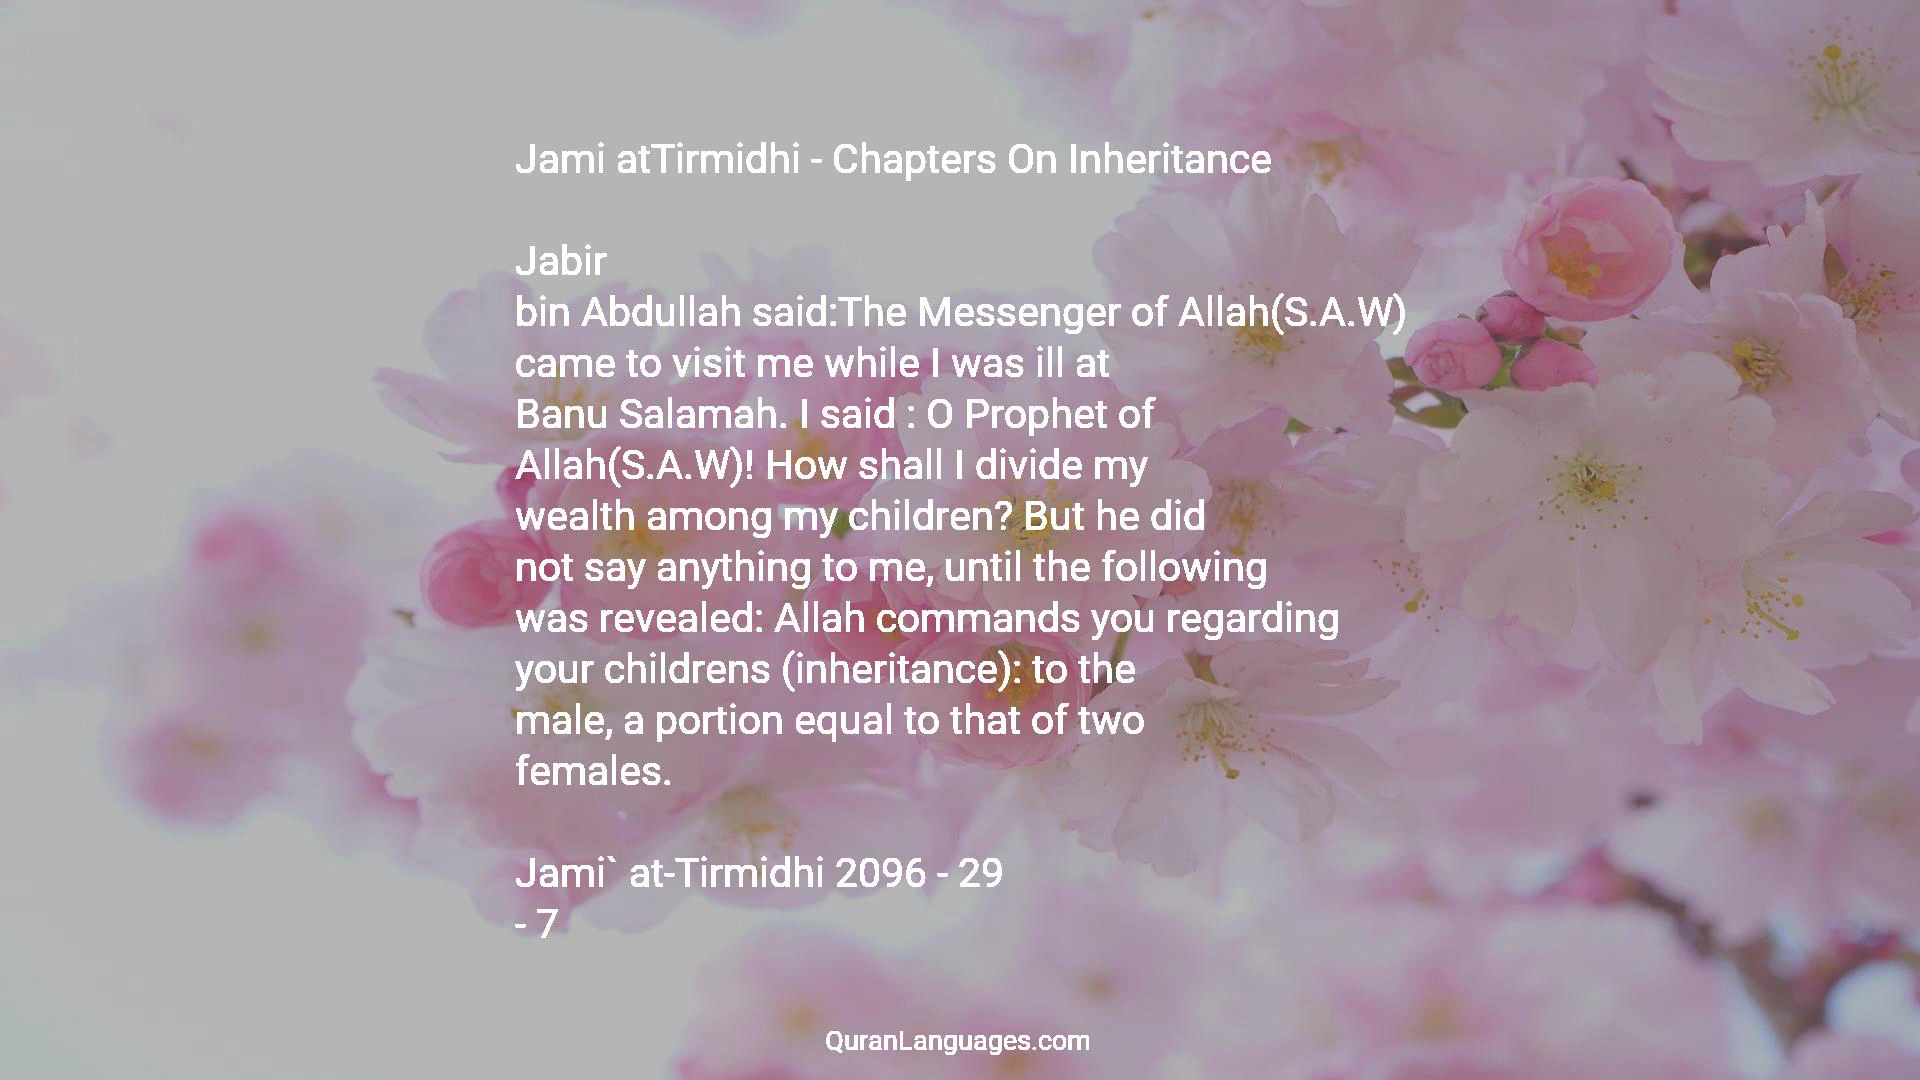 Jami atTirmidhi - Chapters On Inheritance
Jabir
bin Abdullah said:The Messenger of Allah(S.A.W)
came to visit me while I was ill at
Banu Salamah. I said : O Prophet of
Allah(S.A.W)! How shall I divide my
wealth among my children? But he did
not say anything to me, until the following
was revealed: Allah commands you regarding
your childrens (inheritance): to the
male, a portion equal to that of two
females.
Jami` at-Tirmidhi 2096 - 29
- 7
QuranLanguages.com